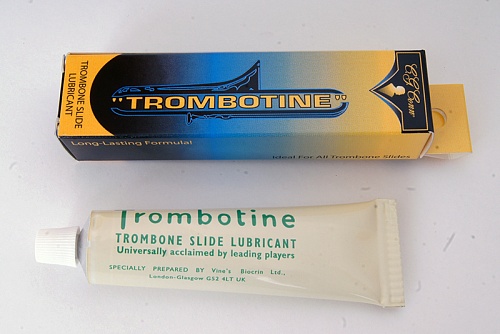 TROMBONE SLIDE
LUBRICANT
"TROMBOTINE"
C.G. Conn
Long-Lasting Formula!
Ideal For All Trombone Slides
Trombotine
TROMBONE SLIDE LUBRICANT
Universally acclaimed by leading players
SPECIALLY PREPARED BY Vine's Biocrin Ltd.,
London-Glasgow G52 4LT UK